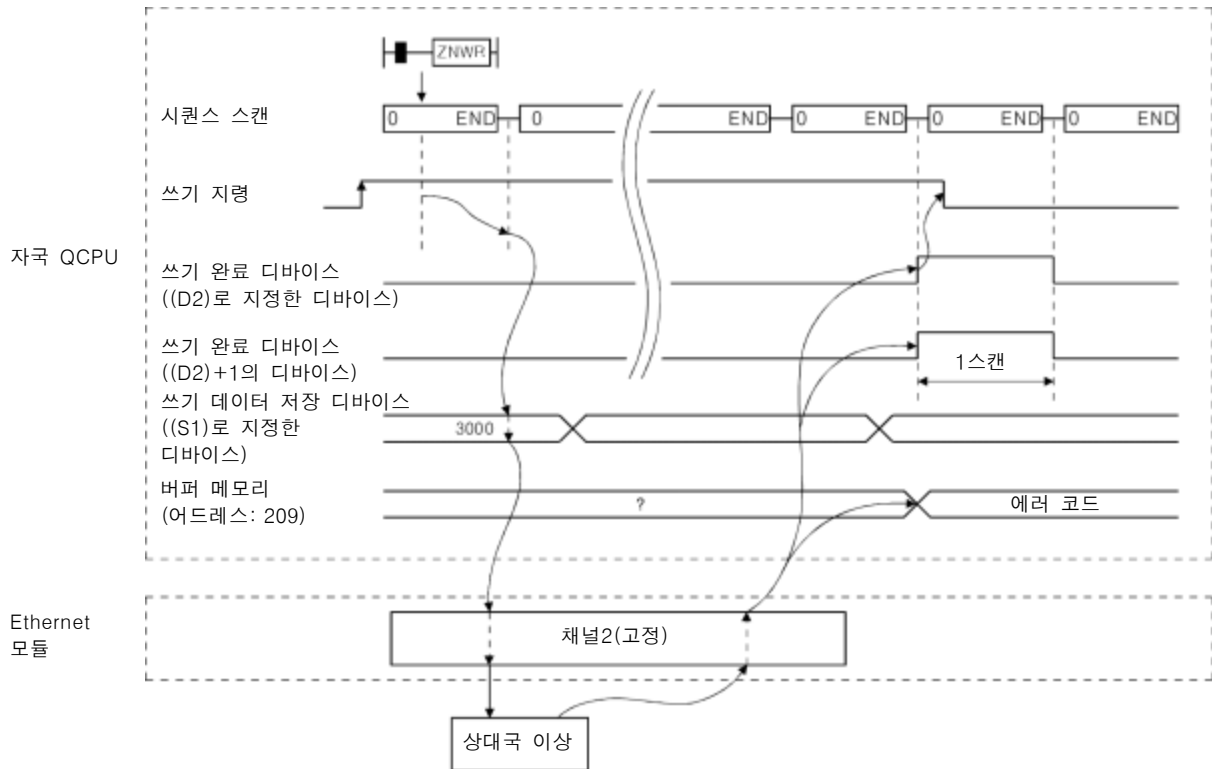 ZNWR
시퀀스 스캔
0 END 0 END 0 END 0 END 0 END
쓰기 지령
자국 QCPU
쓰기 완료 디바이스
((D2)로 지정한 디바이스)
쓰기 완료 디바이스
((D2)+1의 디바이스)
1스캔
쓰기 데이터 저장 디바이스
((S1)로 지정한
디바이스)
3000
버퍼 메모리
(어드레스: 209)
?
에러 코드
Ethernet
모듈
채널2(고정)
상대국 이상